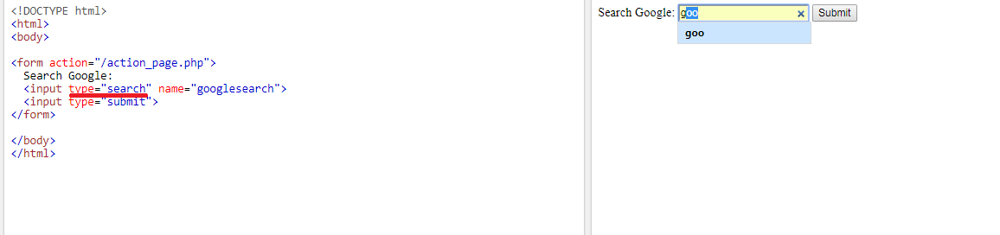 <!DOCTYPE html>
<html>
<body>
<form action="/action_page.php">
  Search Google:
  <input type="search" name="googlesearch">
  <input type="submit">
</form>
</body>
</html>
Search Google: goo × Submit
goo